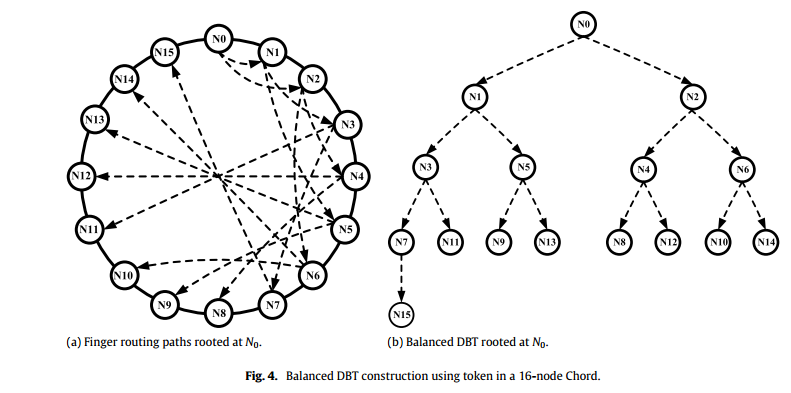 N0
N15
N1
N14
N2
N13
N3
N12
N4
N11
N5
N10
N6
N9
N7
N8
N0
N1
N2
N3
N5
N4
N6
N7
N11
N9
N13
N8
N12
N10
N14
N15
(a) Finger routing paths rooted at N0.
(b) Balanced DBT rooted at N0.
Fig. 4. Balanced DBT construction using token in a 16-node Chord.